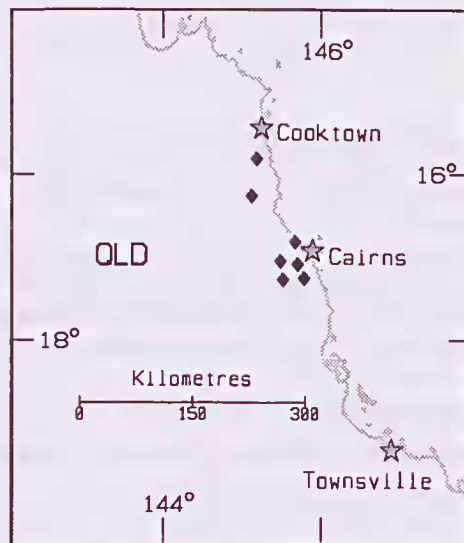 146°
Cooktown
16°
QLD
Cairns
18°
Kilometres
0 150 300
Townsville
144°